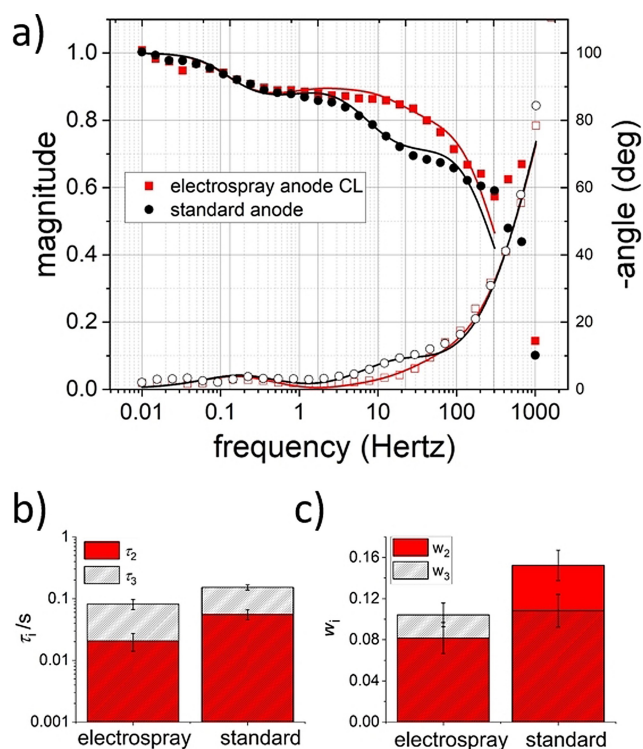 a)
1.0
0.8
0.6
0.4
0.2
0.0
magnitude
100
80
60
40
20
0
-angle (deg)
electrospray anode CL
standard anode
0.01 0.1 1 10 100 1000
frequency (Hertz)
b)
1
0.1
0.01
0.001
τi/s
τ2
τ3
electrospray standard
c)
0.16
0.12
0.08
0.04
0.00
wi
w2
w3
electrospray standard